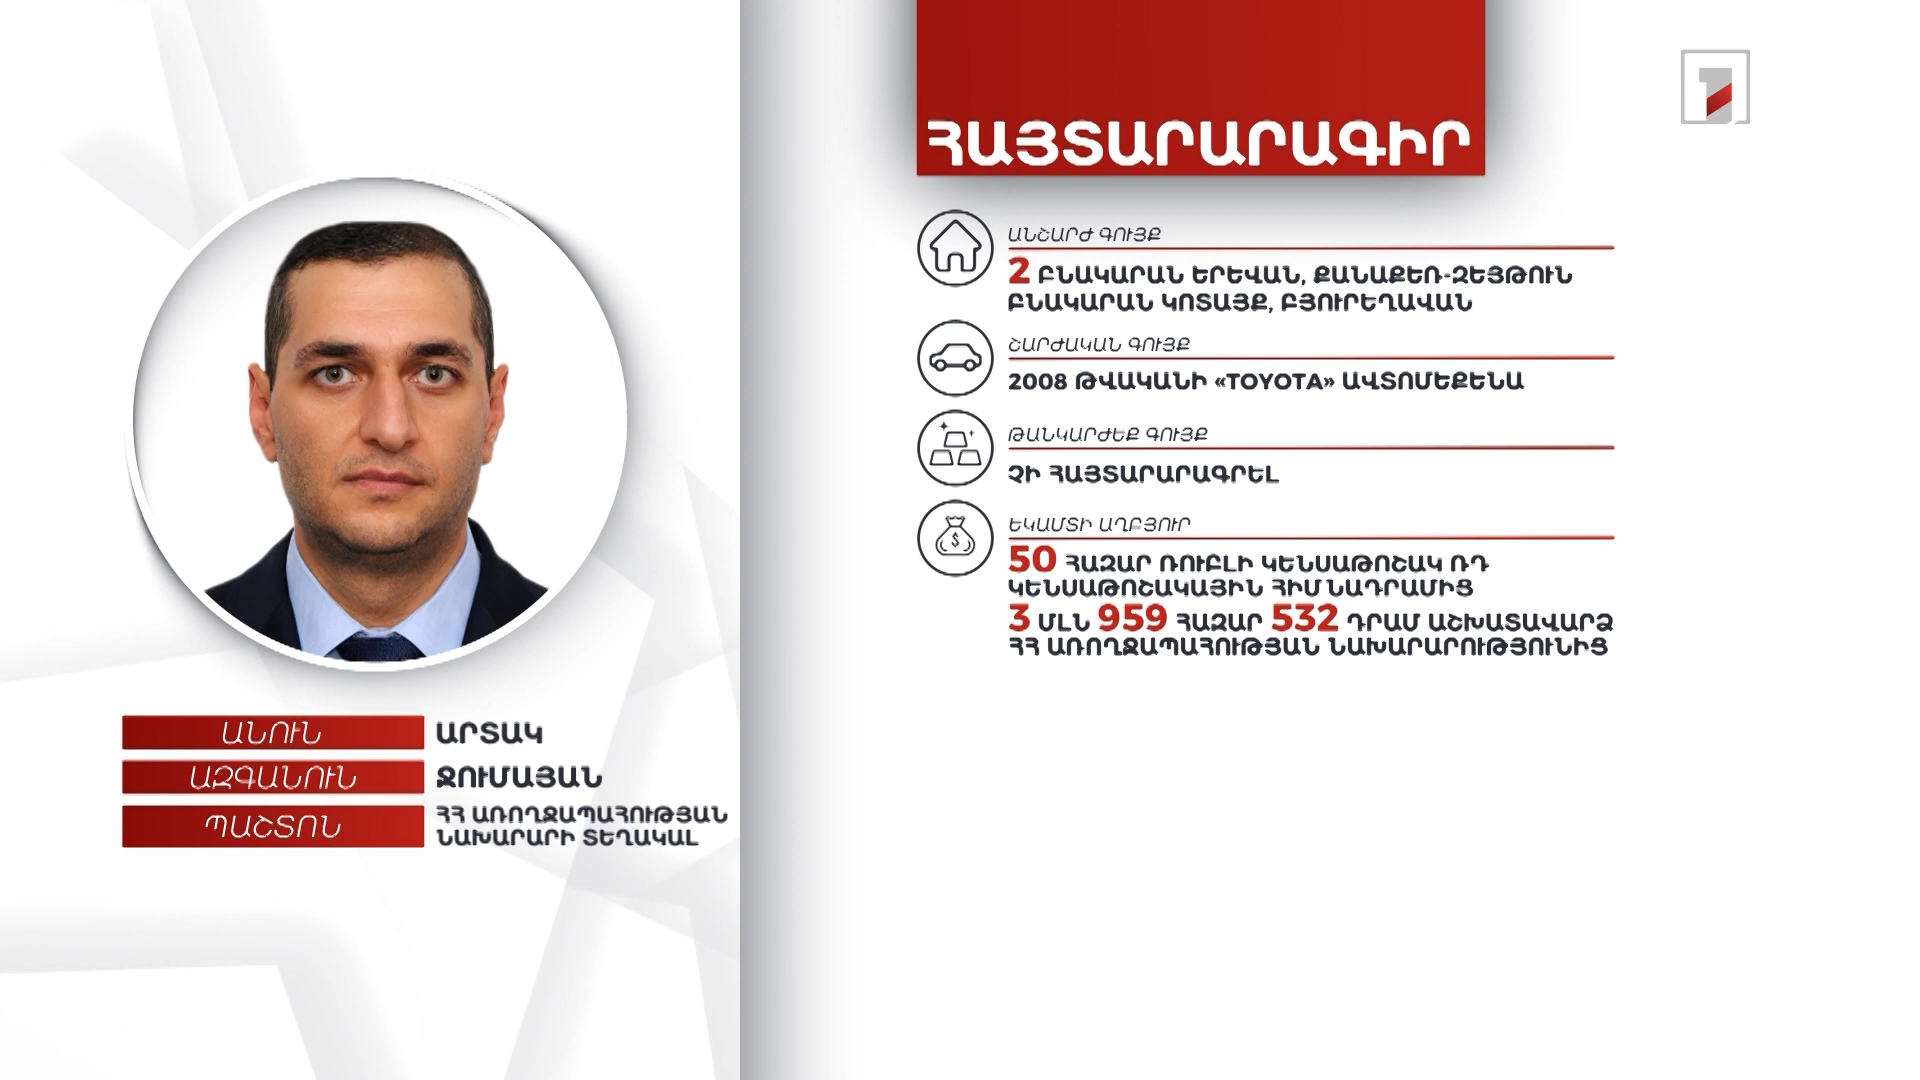 ՀԱՅՏԱՐԱՐԱԳԻՐ
ԱՆՇԱՐԺ ԳՈՒՅՔ
2 ԲՆԱԿԱՐԱՆ ԵՐԵՎԱՆ, ՔԱՆԱՔԵՌ-ԶԵՅԹՈՒՆ
ԲՆԱԿԱՐԱՆ ԿՈՏԱՅՔ, ԲՅՈՒՐԵՂԱՎԱՆ
ՇԱՐԺԱԿԱՆ ԳՈՒՅՔ
2008 ԹՎԱԿԱՆԻ «TOYOTA» ԱՎՏՈՄԵՔԵՆԱ
ԹԱՆԿԱՐԺԵՔ ԳՈՒՅՔ
ՉԻ ՀԱՅՏԱՐԱՐԱԳՐԵԼ
ԵԿԱՄՏԻ ԱՂԲՅՈՒՐ
50 ՀԱԶԱՐ ՌՈՒԲԼԻ ԿԵՆՍԱԹՈՇԱԿ ՌԴ
ԿԵՆՍԱԹՈՇԱԿԱՅԻՆ ՀԻՄՆԱԴՐԱՄԻՑ
3 ՄԼՆ 959 ՀԱԶԱՐ 532 ԴՐԱՄ ԱՇԽԱՏԱՎԱՐՁ
ՀՀ ԱՌՈՂՋԱՊԱՀՈՒԹՅԱՆ ՆԱԽԱՐԱՐՈՒԹՅՈՒՆԻՑ
ԱՆՈՒՆ ԱՐՏԱԿ
ԱԶԳԱՆՈՒՆ ՋՈՒՄԱՅԱՆ
ՊԱՇՏՈՆ ՀՀ ԱՌՈՂՋԱՊԱՀՈՒԹՅԱՆ
ՆԱԽԱՐԱՐԻ ՏԵՂԱԿԱԼ